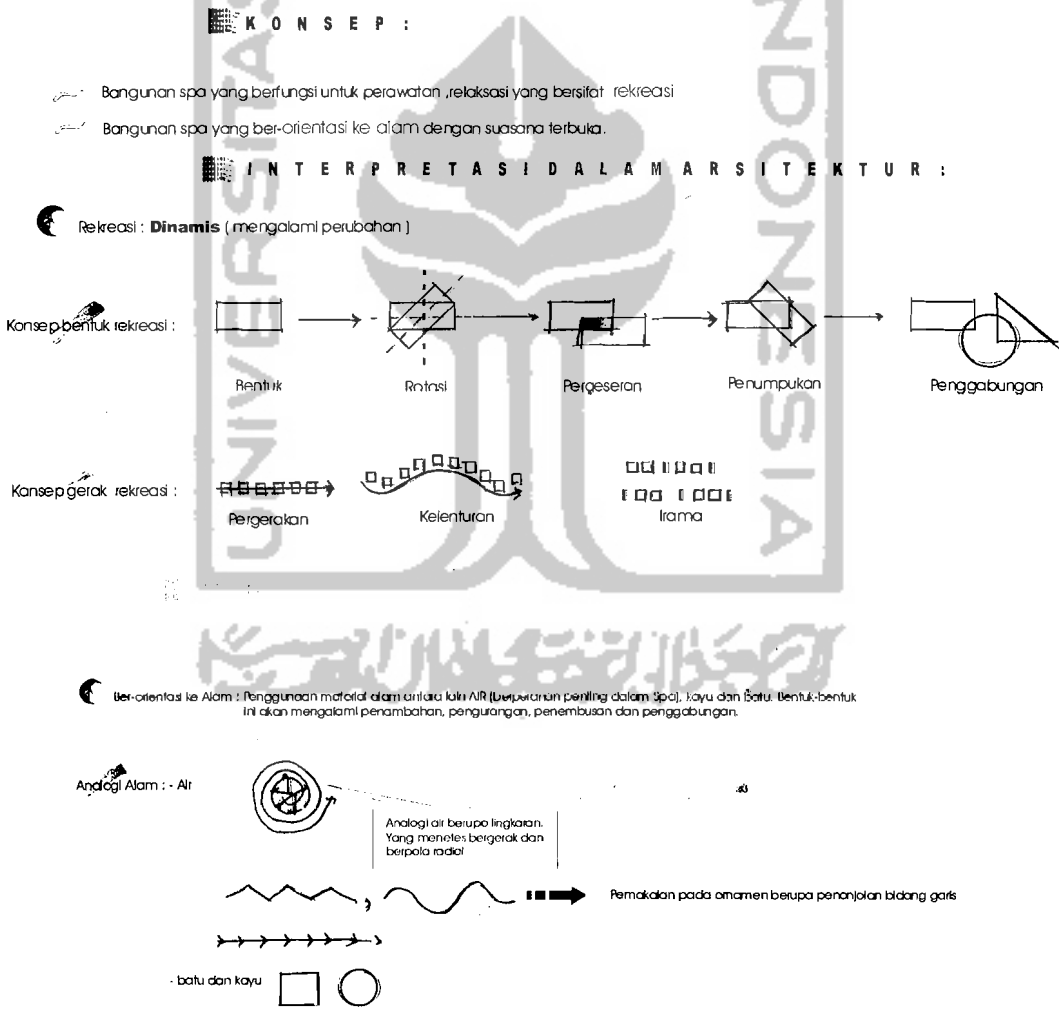 KONSEP :
Bangunan spa yang berfungsi untuk perawatan ,relaksasi yang bersifat rekreasi
Bangunan spa yang ber-orientasi ke alam dengan suasana terbuka.
INTERPRETASI DALAM ARSITEKTUR :
Rekreasi : Dinamis ( mengalami perubahan )
Konsep bentuk rekreasi :
Bentuk Rotasi Pergeseran Penumpukan Penggabungan
Konsep gerak rekreasi :
Pergerakan Kelenturan Irama
UNIVERSITAS
INDONESIA
Ber-orientasi ke Alam : Penggunaan material alam antara lain AIR (berperanan penting dalam Spa), kayu dan Batu. Bentuk-bentuk
ini akan mengalami penambahan, pengurangan, penembusan dan penggabungan.
Analogi Alam : - Air
Analogi air berupa lingkaran.
Yang menetes bergerak dan
berpola radial
Pemakaian pada ornamen berupa penonjolan bidang garis
- batu dan kayu